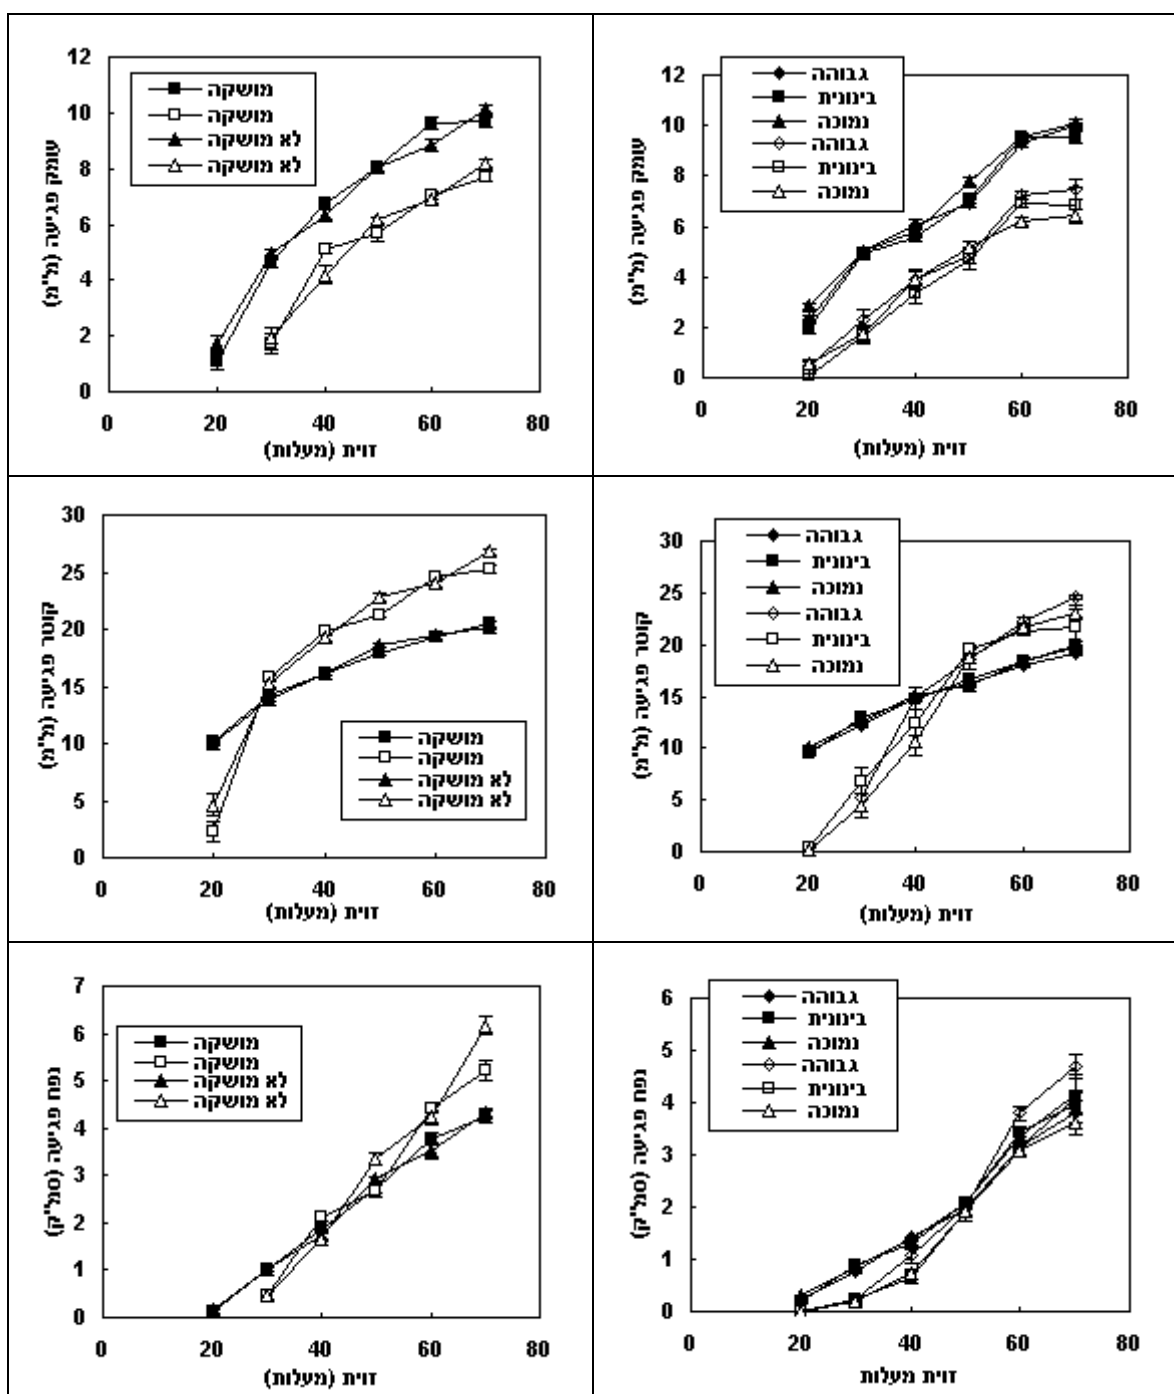 12
10
8
6
4
2
0
0
20
40
60
80
עומק פגיעה (מ"מ)
זוית (מעלות)
מושקה
מושקה
לא מושקה
לא מושקה
12
10
8
6
4
2
0
0
20
40
60
80
עומק פגיעה (מ"מ)
זוית (מעלות)
גבוהה
בינונית
נמוכה
גבוהה
בינונית
נמוכה
30
25
20
15
10
5
0
0
20
40
60
80
קוטר פגיעה (מ"מ)
זוית (מעלות)
מושקה
מושקה
לא מושקה
לא מושקה
30
25
20
15
10
5
0
0
20
40
60
80
קוטר פגיעה (מ"מ)
זוית (מעלות)
גבוהה
בינונית
נמוכה
גבוהה
בינונית
נמוכה
7
6
5
4
3
2
1
0
0
20
40
60
80
נפח פגיעה (סמ"ק)
זוית (מעלות)
מושקה
מושקה
לא מושקה
לא מושקה
6
5
4
3
2
1
0
0
20
40
60
80
נפח פגיעה (סמ"ק)
זוית מעלות
גבוהה
בינונית
נמוכה
גבוהה
בינונית
נמוכה